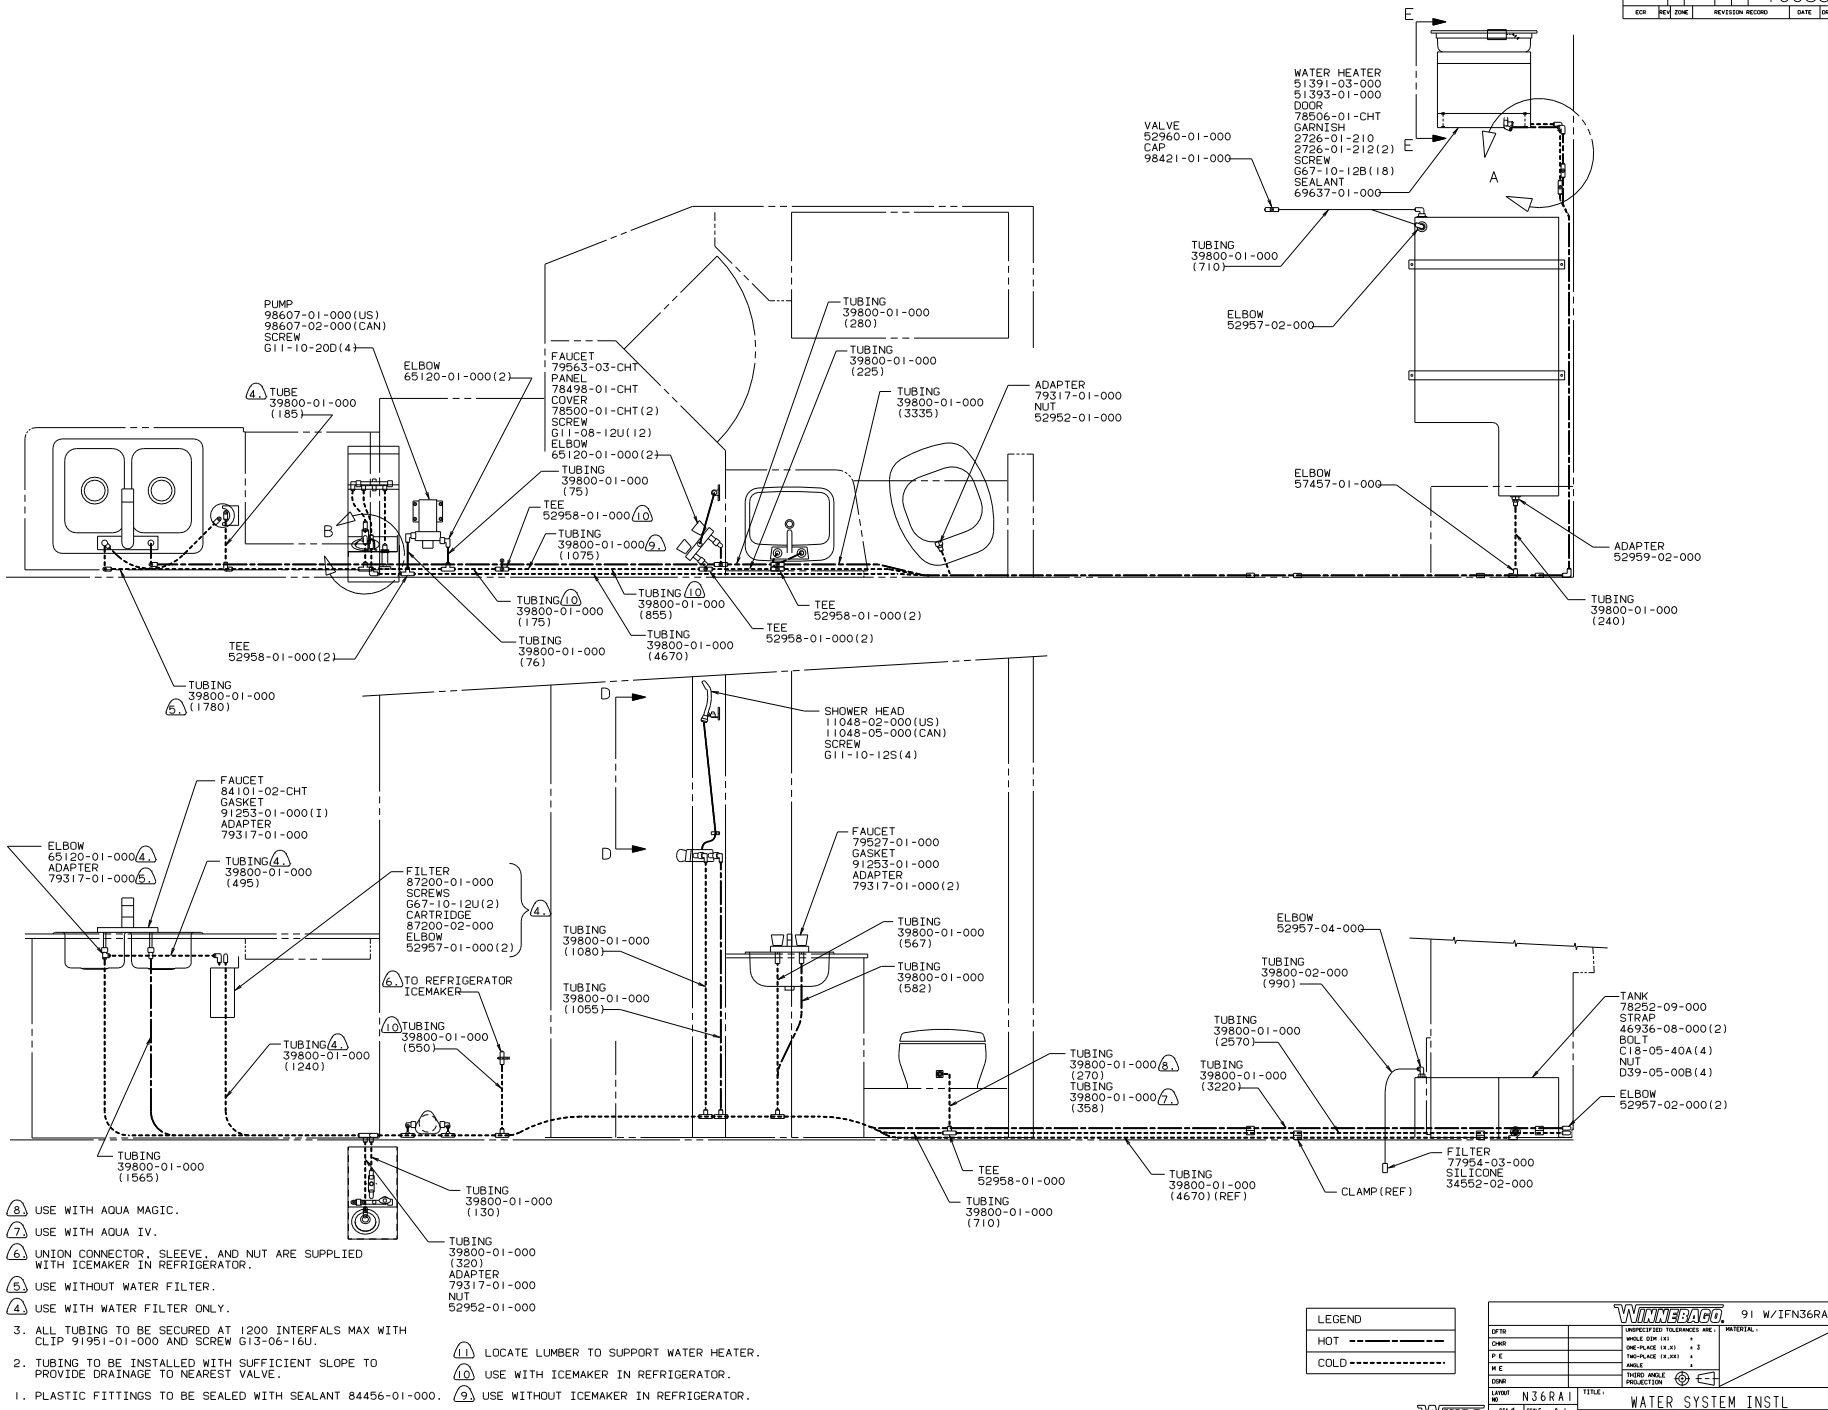 ECR REV ZONE REVISION RECORD DATE
E
WATER HEATER
51391-03-000
51393-01-000
DOOR
78506-01-CHT
GARNISH
2726-01-210
2726-01-212(2)
SCREW
G67-10-12B(18)
SEALANT
69637-01-000
E
A
VALVE
52960-01-000
CAP
98421-01-000
TUBING
39800-01-000
(710)
ELBOW
52957-02-000
PUMP
98607-01-000(US)
98607-02-000(CAN)
SCREW
G11-10-20D(4)
ELBOW
65120-01-000(2)
4. TUBE
39800-01-000
(185)
FAUCET
79563-03-CHT
PANEL
78498-01-CHT
COVER
78500-01-CHT(2)
SCREW
G11-08-12U(12)
ELBOW
65120-01-000(2)
TUBING
39800-01-000
(75)
TEE
52958-01-000 10
TUBING
39800-01-000 9.
(1075)
TUBING
39800-01-000
(280)
TUBING
39800-01-000
(225)
TUBING
39800-01-000
(3335)
ADAPTER
79317-01-000
NUT
52952-01-000
ELBOW
57457-01-000
ADAPTER
52959-02-000
TUBING
39800-01-000
(240)
B
TUBING 10
39800-01-000
(175)
TUBING 10
39800-01-000
(855)
TEE
52958-01-000(2)
TEE
52958-01-000(2)
TUBING
39800-01-000
(76)
TUBING
39800-01-000
(4670)
TEE
52958-01-000(2)
TUBING
39800-01-000
5. (1780)
D
D
SHOWER HEAD
11048-02-000(US)
11048-05-000(CAN)
SCREW
G11-10-12S(4)
FAUCET
84101-02-CHT
GASKET
91253-01-000(1)
ADAPTER
79317-01-000
ELBOW
65120-01-000 4.
ADAPTER
79317-01-000 5.
TUBING 4.
39800-01-000
(495)
FILTER
87200-01-000
SCREWS
G67-10-12U(2)
CARTRIDGE
87200-02-000
ELBOW
52957-01-000(2)
4.
6. TO REFRIGERATOR
ICEMAKER
10 TUBING
39800-01-000
(550)
TUBING 4.
39800-01-000
(1240)
TUBING
39800-01-000
(1080)
TUBING
39800-01-000
(1055)
FAUCET
79527-01-000
GASKET
91253-01-000
ADAPTER
79317-01-000(2)
TUBING
39800-01-000
(567)
TUBING
39800-01-000
(582)
ELBOW
52957-04-000
TUBING
39800-02-000
(990)
TUBING
39800-01-000
(2570)
TUBING
39800-01-000
(3220)
TUBING
39800-01-000 8.
(270)
TUBING
39800-01-000 7.
(358)
TANK
78252-09-000
STRAP
46936-08-000(2)
BOLT
C18-05-40A(4)
NUT
D39-05-00B(4)
ELBOW
52957-02-000(2)
FILTER
77954-03-000
SILICONE
34552-02-000
CLAMP(REF)
TUBING
39800-01-000
(4670)(REF)
TEE
52958-01-000
TUBING
39800-01-000
(710)
TUBING
39800-01-000
(1565)
TUBING
39800-01-000
(130)
TUBING
39800-01-000
(320)
ADAPTER
79317-01-000
NUT
52952-01-000
8. USE WITH AQUA MAGIC.
7. USE WITH AQUA IV.
6. UNION CONNECTOR, SLEEVE, AND NUT ARE SUPPLIED
WITH ICEMAKER IN REFRIGERATOR.
5. USE WITHOUT WATER FILTER.
4. USE WITH WATER FILTER ONLY.
3. ALL TUBING TO BE SECURED AT 1200 INTERFALS MAX WITH
CLIP 91951-01-000 AND SCREW G13-06-16U.
2. TUBING TO BE INSTALLED WITH SUFFICIENT SLOPE TO
PROVIDE DRAINAGE TO NEAREST VALVE.
1. PLASTIC FITTINGS TO BE SEALED WITH SEALANT 84456-01-000.
11 LOCATE LUMBER TO SUPPORT WATER HEATER.
10 USE WITH ICEMAKER IN REFRIGERATOR.
9. USE WITHOUT ICEMAKER IN REFRIGERATOR.
LEGEND
HOT
COLD
WINNEBAGO. 91 W/IFN36RA
DFTR
CHKR
P E
M E
DSNR
UNSPECIFIED TOLERANCES ARE:
WHOLE DIM (X) ±
ONE-PLACE (X.X) ± 3
TWO-PLACE (X.XX) ±
ANGLE ±
THIRD ANGLE
PROJECTION
MATERIAL:
LAYOUT NO N36RA1
TITLE:
WATER SYSTEM INSTL